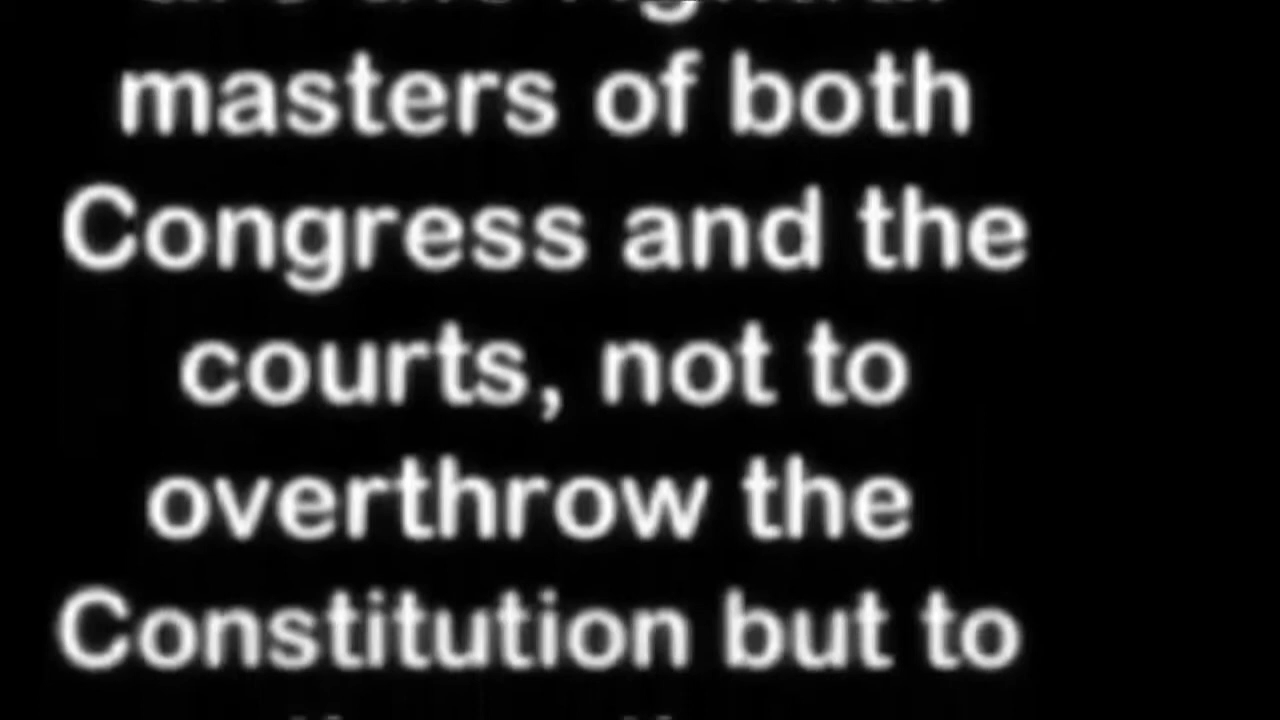 masters of both
Congress and the
courts, not to
overthrow the
Constitution but to